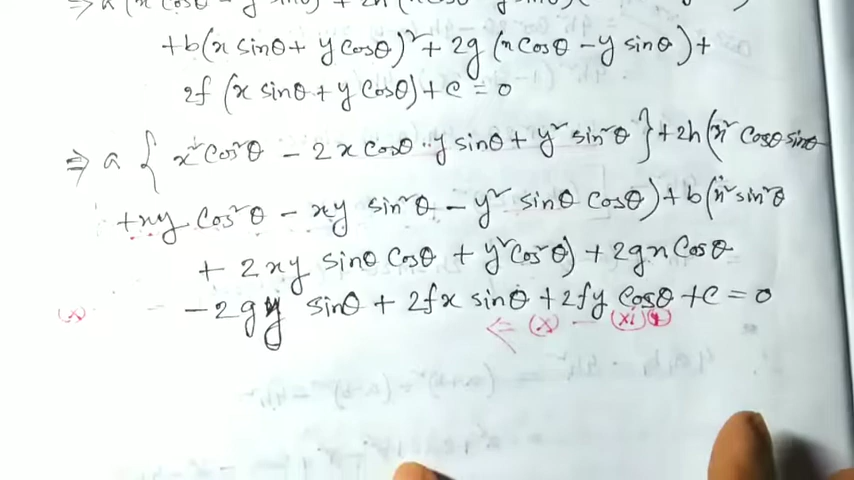 +b(x sinθ + y cosθ)² + 2g (x cosθ − y sinθ) +
2f (x sinθ + y cosθ) + c = 0
⇒ a { x² cos²θ − 2x cosθ · y sinθ + y² sin²θ } + 2h (x² cosθ sinθ
+xy cos²θ − xy sin²θ − y² sinθ cosθ) + b(x² sin²θ
+ 2xy sinθ cosθ + y² cos²θ) + 2gx cosθ
− 2gy sinθ + 2fx sinθ + 2fy cosθ + c = 0